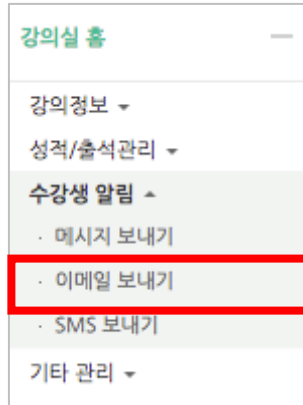 강의실 홈
강의정보
성적/출석관리
수강생 알림
· 메시지 보내기
· 이메일 보내기
· SMS 보내기
기타 관리